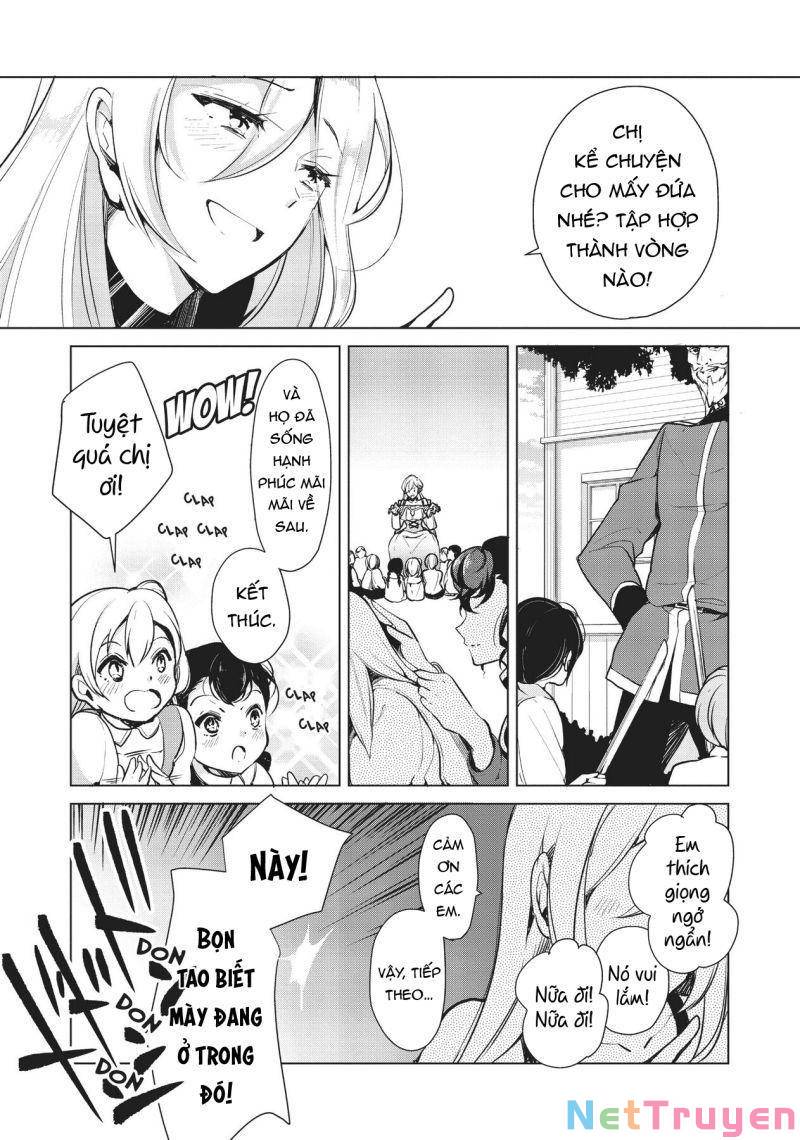 CHỊ
KỂ CHUYỆN
CHO MẤY ĐỨA
NHÉ? TẬP HỢP
THÀNH VÒNG
NÀO!
VÀ
HỌ ĐÃ
SỐNG
HẠNH
PHÚC MÃI
MÃI VỀ
SAU.
KẾT
THÚC.
WOW!
Tuyệt
quá chị
ơi!
CLAP
CLAP CLAP
CLAP
CLAP
CLAP
Em
thích
giọng
ngớ
ngẩn!
Nó vui
lắm!
Nữa đi!
Nữa đi!
CẢM
ƠN
CÁC
EM.
VẬY, TIẾP
THEO...
NÀY!
BỌN
TAO BIẾT
MÀY ĐANG
Ở TRONG
ĐÓ!
DON
DON
DON
NetTruyen